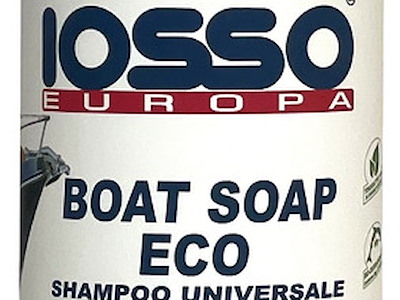 IOSSO
EUROPA
BOAT SOAP
ECO
SHAMPOO UNIVERSALE